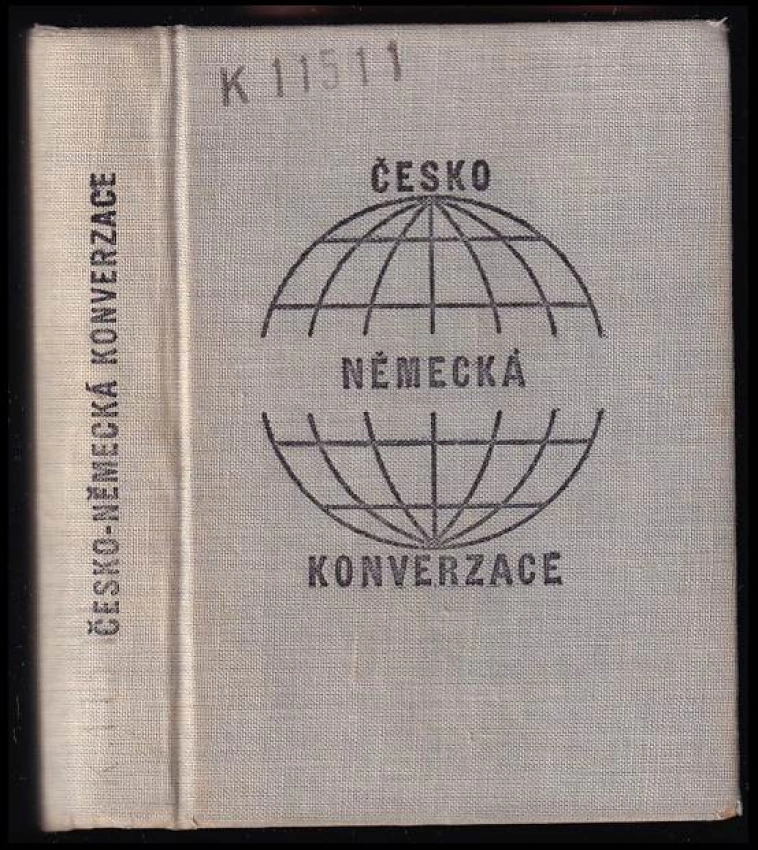 K 11511
ČESKO
NĚMECKÁ
KONVERZACE
ČESKO-NĚMECKÁ KONVERZACE